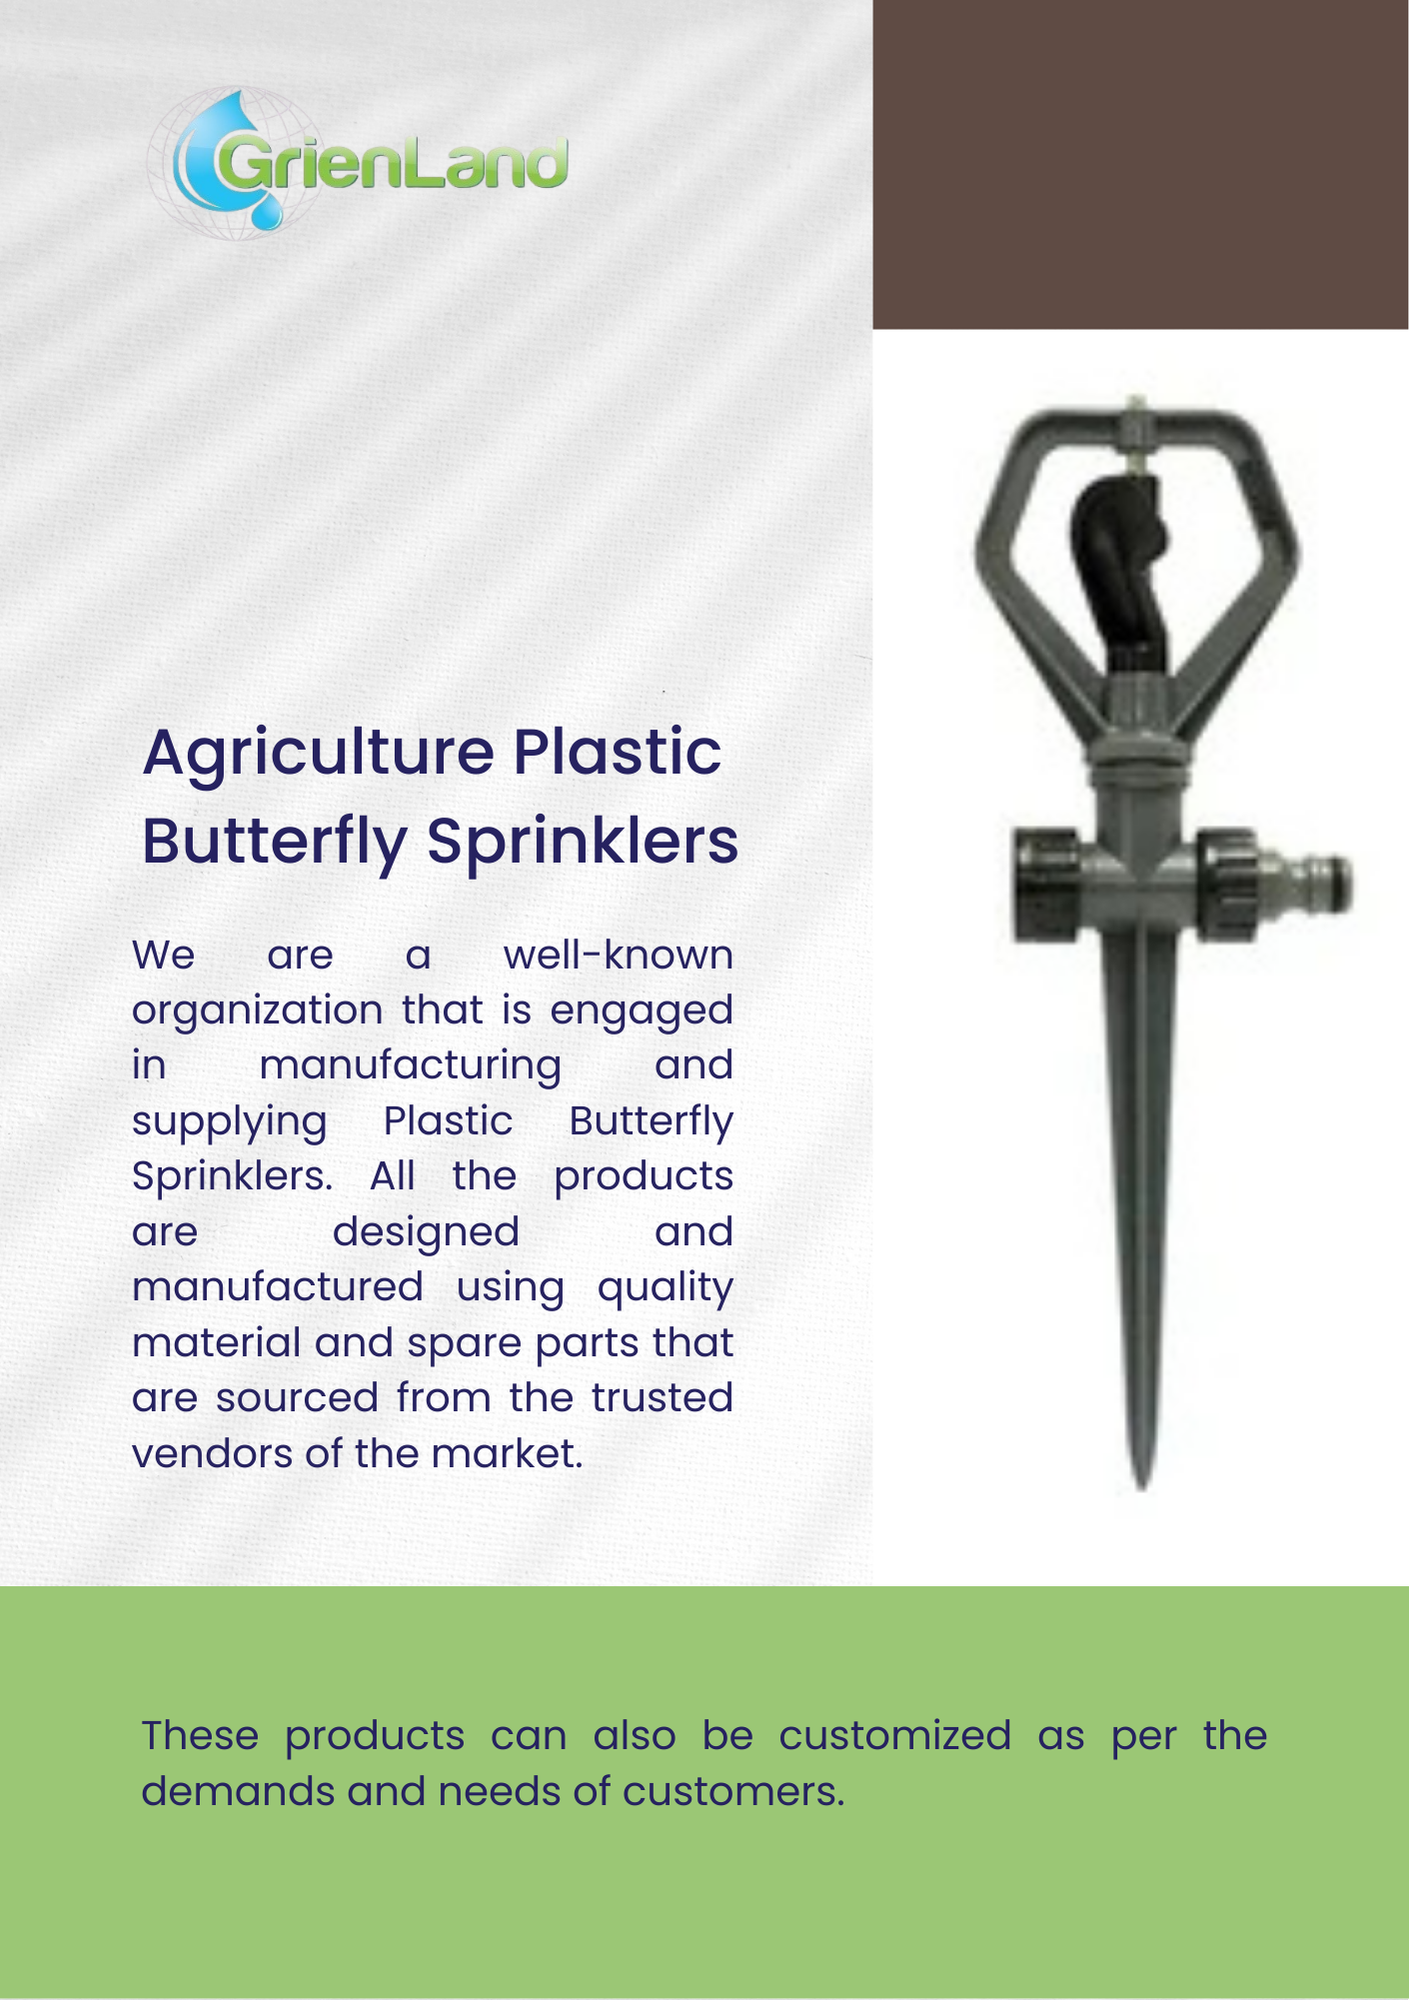 GrienLand
Agriculture Plastic
Butterfly Sprinklers
We are a well-known
organization that is engaged
in manufacturing and
supplying Plastic Butterfly
Sprinklers. All the products
are designed and
manufactured using quality
material and spare parts that
are sourced from the trusted
vendors of the market.
These products can also be customized as per the
demands and needs of customers.